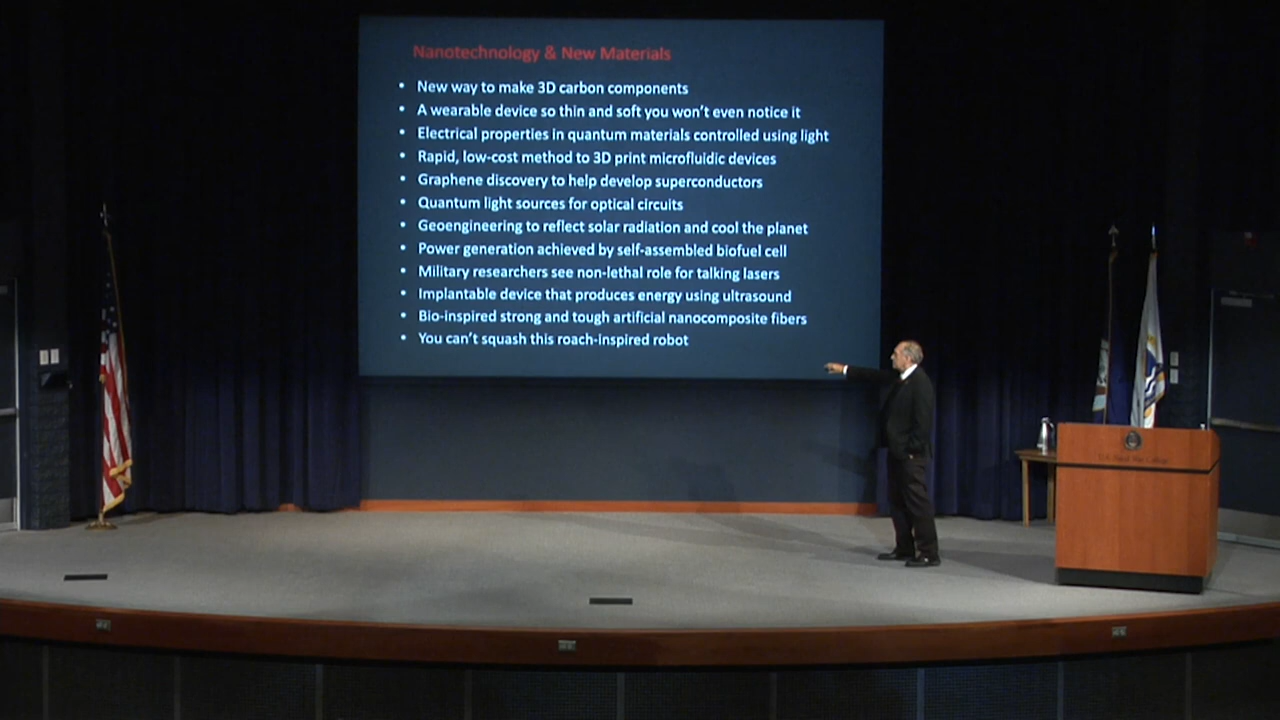 Nanotechnology & New Materials
• New way to make 3D carbon components
• A wearable device so thin and soft you won't even notice it
• Electrical properties in quantum materials controlled using light
• Rapid, low-cost method to 3D print microfluidic devices
• Graphene discovery to help develop superconductors
• Quantum light sources for optical circuits
• Geoengineering to reflect solar radiation and cool the planet
• Power generation achieved by self-assembled biofuel cell
• Military researchers see non-lethal role for talking lasers
• Implantable device that produces energy using ultrasound
• Bio-inspired strong and tough artificial nanocomposite fibers
• You can't squash this roach-inspired robot
U.S. Naval War College